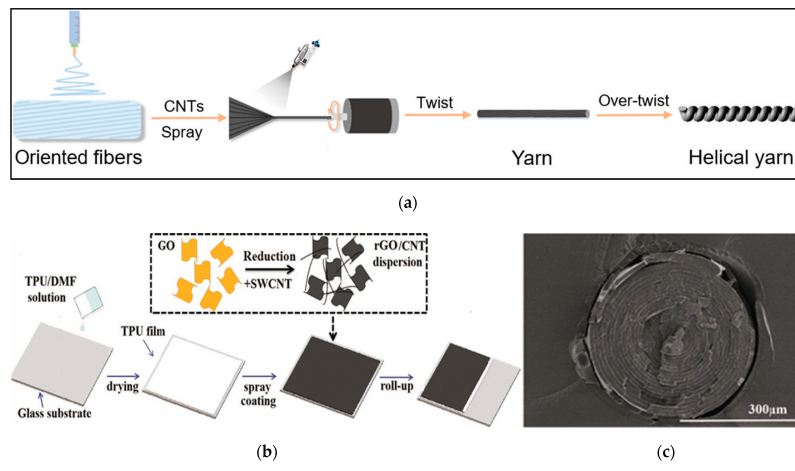 (a)
CNTs
Spray
Twist
Over-twist
Oriented fibers
Yarn
Helical yarn
GO
Reduction
+SWCNT
rGO/CNT
dispersion
TPU/DMF
solution
TPU film
drying
spray
coating
roll-up
Glass substrate
(b)
300μm
(c)